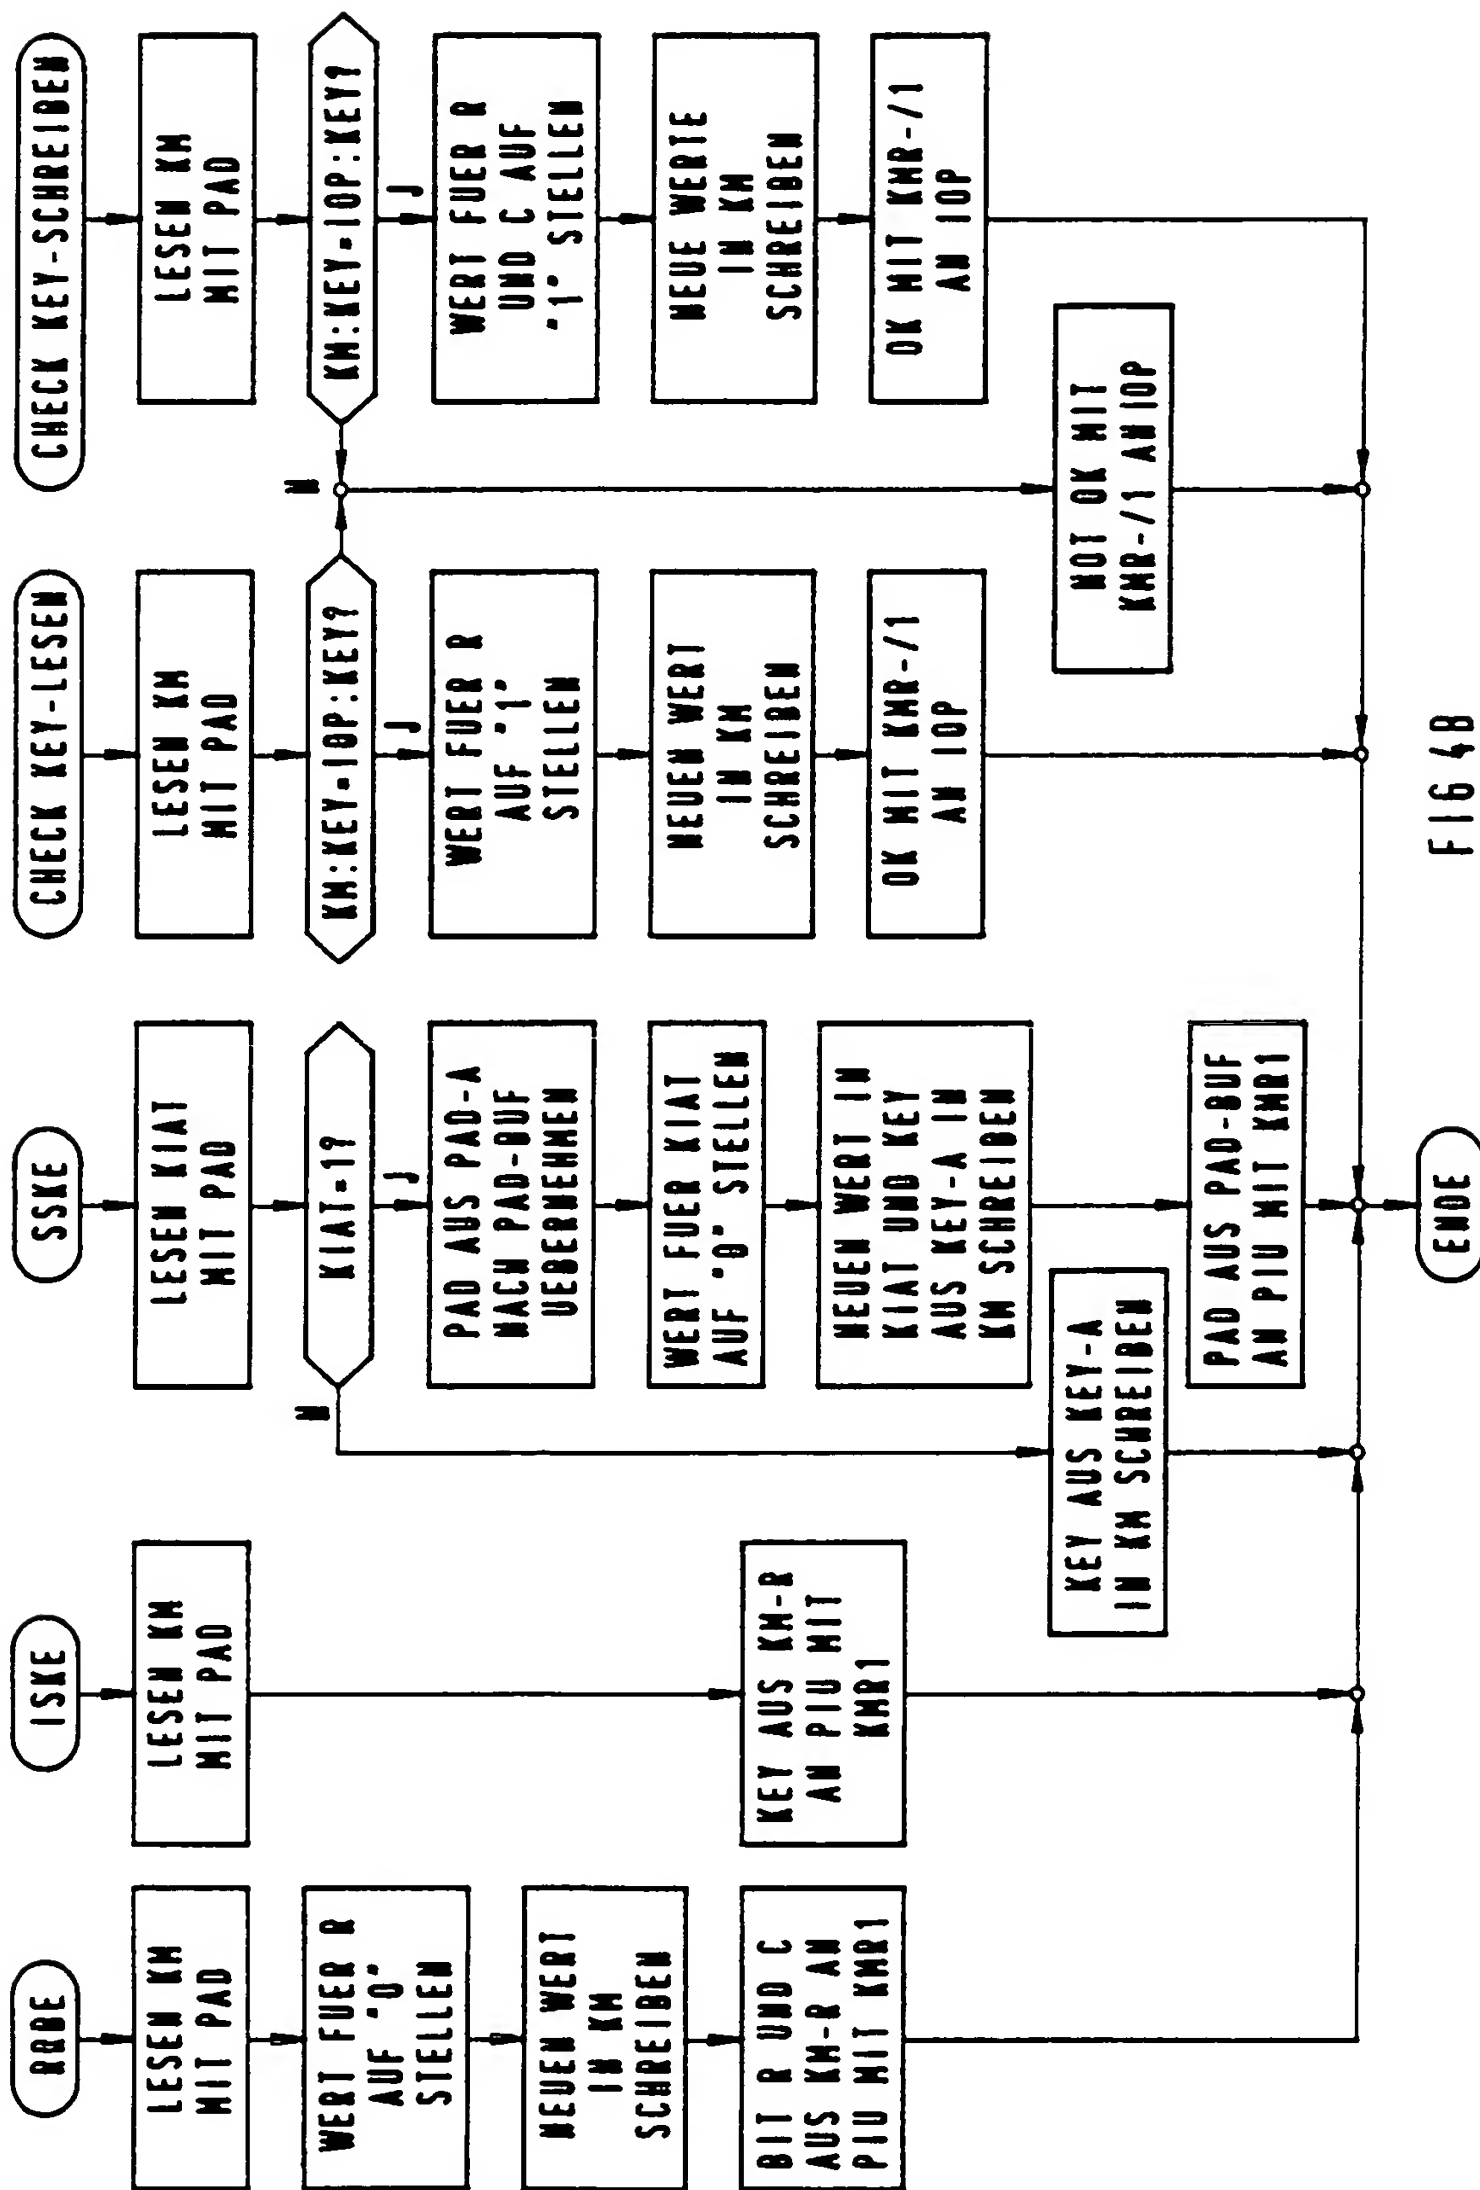 RRBE
LESEN KM
MIT PAD
WERT FUER R
AUF "0"
STELLEN
NEUEN WERT
IN KM
SCHREIBEN
BIT R UND C
AUS KM-R AN
PIU MIT KMR1
ISKE
LESEN KM
MIT PAD
KEY AUS KM-R
AN PIU MIT
KMR1
SSKE
LESEN KIAT
MIT PAD
KIAT=1?
N
J
PAD AUS PAD-A
NACH PAD-BUF
UEBERNEHMEN
WERT FUER KIAT
AUF "0" STELLEN
NEUEN WERT IN
KIAT UND KEY
AUS KEY-A IN
KM SCHREIBEN
KEY AUS KEY-A
IN KM SCHREIBEN
PAD AUS PAD-BUF
AN PIU MIT KMR1
ENDE
CHECK KEY-LESEN
LESEN KM
MIT PAD
KM:KEY=IOP:KEY?
J
WERT FUER R
AUF "1"
STELLEN
NEUEN WERT
IN KM
SCHREIBEN
OK MIT KMR-/1
AN IOP
N
NOT OK MIT
KMR-/1 AN IOP
CHECK KEY-SCHREIBEN
LESEN KM
MIT PAD
KM:KEY=IOP:KEY?
J
WERT FUER R
UND C AUF
"1" STELLEN
NEUE WERTE
IN KM
SCHREIBEN
OK MIT KMR-/1
AN IOP
FIG 4B